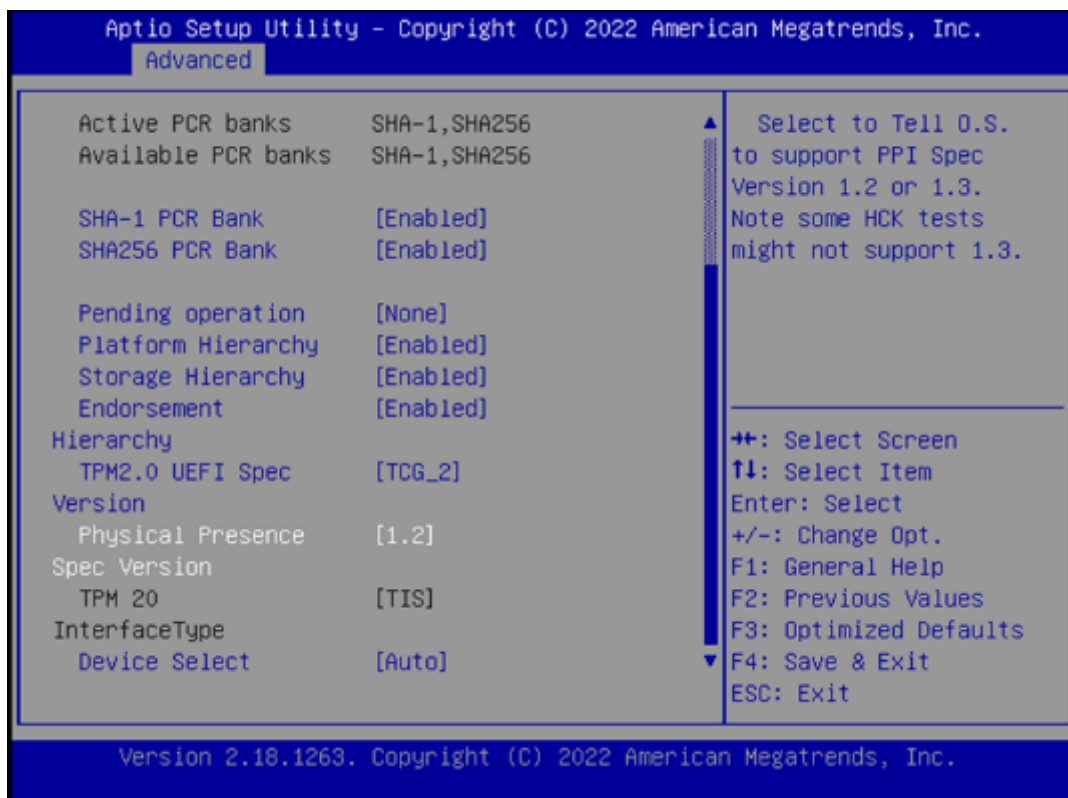 Aptio Setup Utility – Copyright (C) 2022 American Megatrends, Inc.
Advanced
Active PCR banks SHA-1,SHA256
Available PCR banks SHA-1,SHA256
SHA-1 PCR Bank [Enabled]
SHA256 PCR Bank [Enabled]
Pending operation [None]
Platform Hierarchy [Enabled]
Storage Hierarchy [Enabled]
Endorsement [Enabled]
Hierarchy
TPM2.0 UEFI Spec [TCG_2]
Version
Physical Presence [1.2]
Spec Version
TPM 20 [TIS]
InterfaceType
Device Select [Auto]
Select to Tell O.S.
to support PPI Spec
Version 1.2 or 1.3.
Note some HCK tests
might not support 1.3.
→←: Select Screen
↑↓: Select Item
Enter: Select
+/-: Change Opt.
F1: General Help
F2: Previous Values
F3: Optimized Defaults
F4: Save & Exit
ESC: Exit
Version 2.18.1263. Copyright (C) 2022 American Megatrends, Inc.